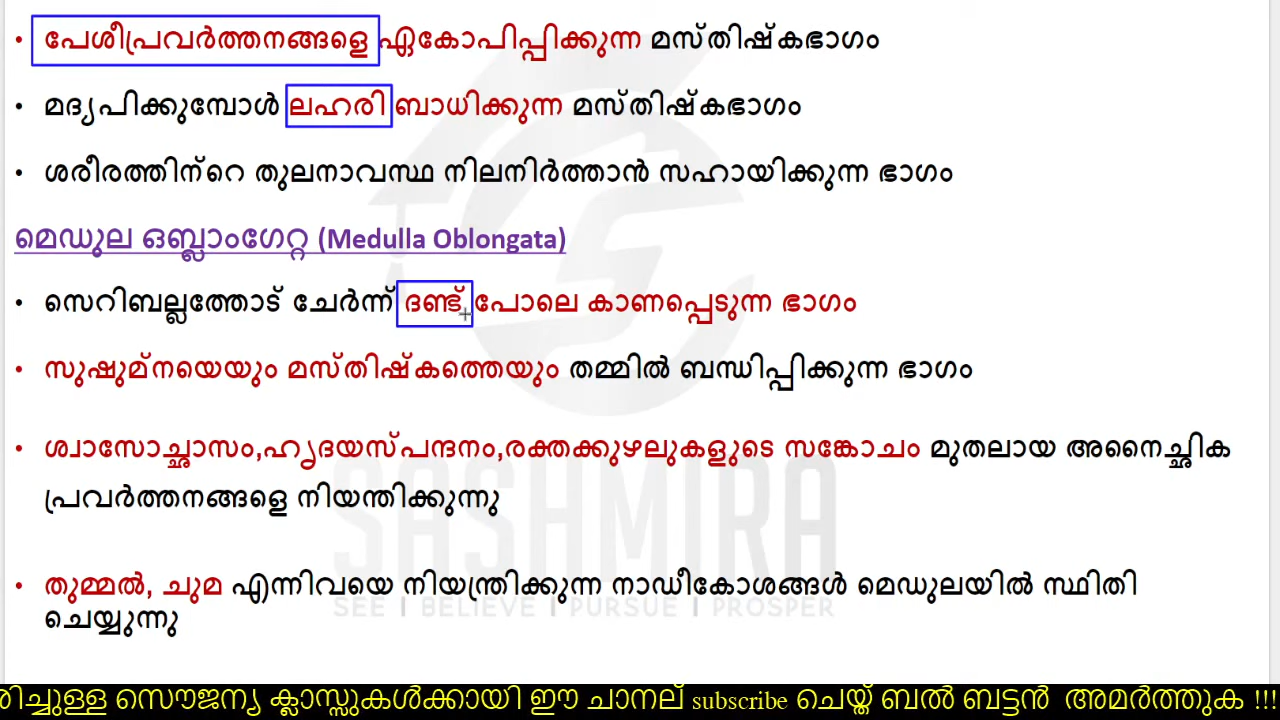 • പേശീപ്രവർത്തനങ്ങളെ ഏകോപിപ്പിക്കുന്ന മസ്തിഷ്കഭാഗം
• മദ്യപിക്കുമ്പോൾ ലഹരി ബാധിക്കുന്ന മസ്തിഷ്കഭാഗം
• ശരീരത്തിന്റെ തുലനാവസ്ഥ നിലനിർത്താൻ സഹായിക്കുന്ന ഭാഗം
മെഡുല ഒബ്ലാംഗേറ്റ (Medulla Oblongata)
• സെറിബല്ലത്തോട് ചേർന്ന് ദണ്ട് പോലെ കാണപ്പെടുന്ന ഭാഗം
• സുഷുമ്നയെയും മസ്തിഷ്കത്തെയും തമ്മിൽ ബന്ധിപ്പിക്കുന്ന ഭാഗം
• ശ്വാസോച്ഛാസം,ഹൃദയസ്പന്ദനം,രക്തക്കുഴലുകളുടെ സങ്കോചം മുതലായ അനൈച്ഛിക
പ്രവർത്തനങ്ങളെ നിയന്തിക്കുന്നു
SASHMIRA
• തുമ്മൽ, ചുമ എന്നിവയെ നിയന്ത്രിക്കുന്ന നാഡീകോശങ്ങൾ മെഡുലയിൽ സ്ഥിതി
SEE | BELIEVE | PURSUE | PROSPER
ചെയ്യുന്നു
രിച്ചുള്ള സൌജന്യ ക്ലാസ്സുകൾക്കായി ഈ ചാനല് subscribe ചെയ്ത് ബൽ ബട്ടൻ അമർത്തുക !!!